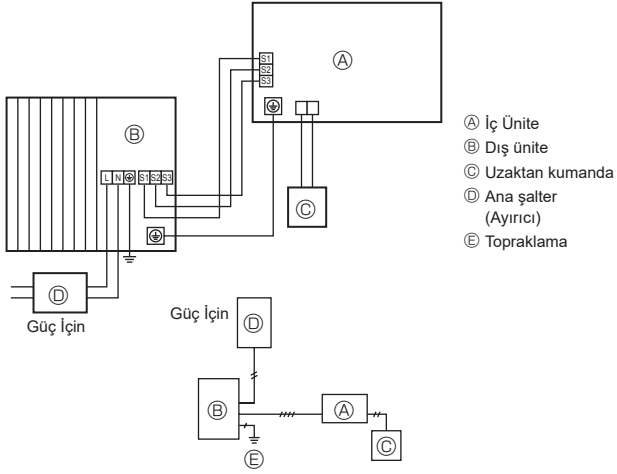 Ⓐ
S1
S2
S3
Ⓑ
L N S1 S2 S3
Ⓒ
Ⓓ
Güç İçin
Ⓐ İç Ünite
Ⓑ Dış ünite
Ⓒ Uzaktan kumanda
Ⓓ Ana şalter
(Ayırıcı)
Ⓔ Topraklama
Güç İçin
Ⓓ
Ⓑ
Ⓐ
Ⓒ
Ⓔ